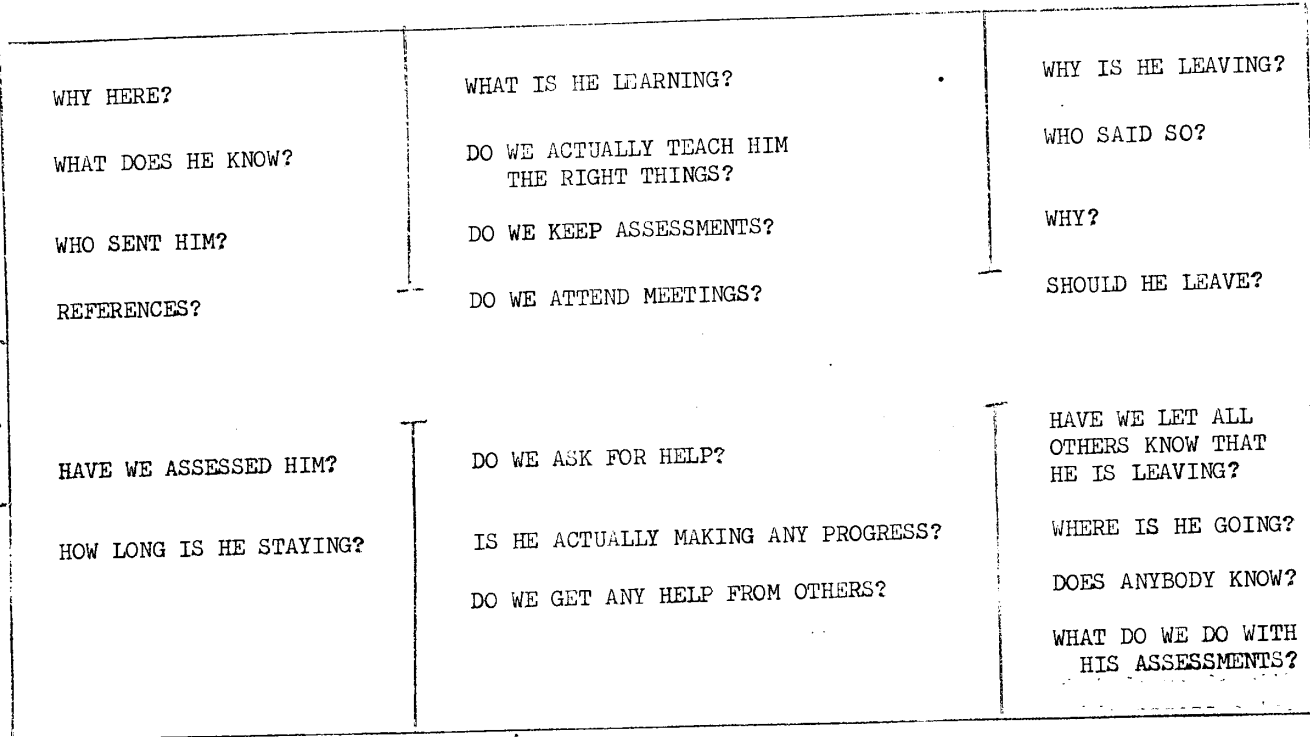 WHY HERE?
WHAT DOES HE KNOW?
WHO SENT HIM?
REFERENCES?
HAVE WE ASSESSED HIM?
HOW LONG IS HE STAYING?
WHAT IS HE LEARNING?
DO WE ACTUALLY TEACH HIM
THE RIGHT THINGS?
DO WE KEEP ASSESSMENTS?
DO WE ATTEND MEETINGS?
DO WE ASK FOR HELP?
IS HE ACTUALLY MAKING ANY PROGRESS?
DO WE GET ANY HELP FROM OTHERS?
WHY IS HE LEAVING?
WHO SAID SO?
WHY?
SHOULD HE LEAVE?
HAVE WE LET ALL
OTHERS KNOW THAT
HE IS LEAVING?
WHERE IS HE GOING?
DOES ANYBODY KNOW?
WHAT DO WE DO WITH
HIS ASSESSMENTS?